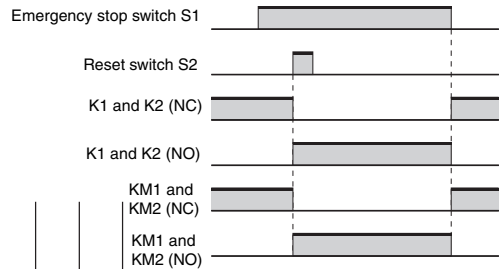 Emergency stop switch S1
Reset switch S2
K1 and K2 (NC)
K1 and K2 (NO)
KM1 and
KM2 (NC)
KM1 and
KM2 (NO)